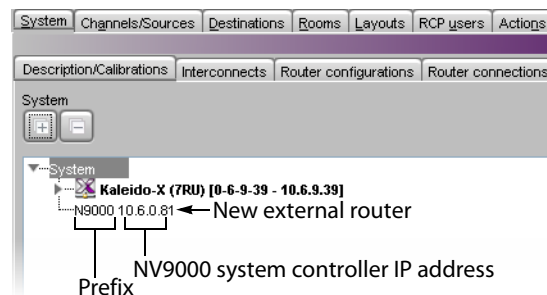 System Channels/Sources Destinations Rooms Layouts RCP users Actions
Description/Calibrations Interconnects Router configurations Router connections
System
System
Kaleido-X (7RU) [0-6-9-39 - 10.6.9.39]
N9000 10.6.0.81 New external router
NV9000 system controller IP address
Prefix